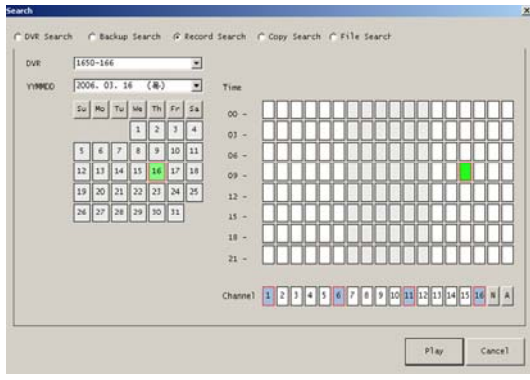 Search
DVR Search Backup Search Record Search Copy Search File Search
DVR 1650-166
YYMMDD 2006. 03. 16 (목)
Time
Su Mo Tu We Th Fr Sa
1 2 3 4
5 6 7 8 9 10 11
12 13 14 15 16 17 18
19 20 21 22 23 24 25
26 27 28 29 30 31
00 -
03 -
06 -
09 -
12 -
15 -
18 -
21 -
Channel 1 2 3 4 5 6 7 8 9 10 11 12 13 14 15 16 N A
Play Cancel